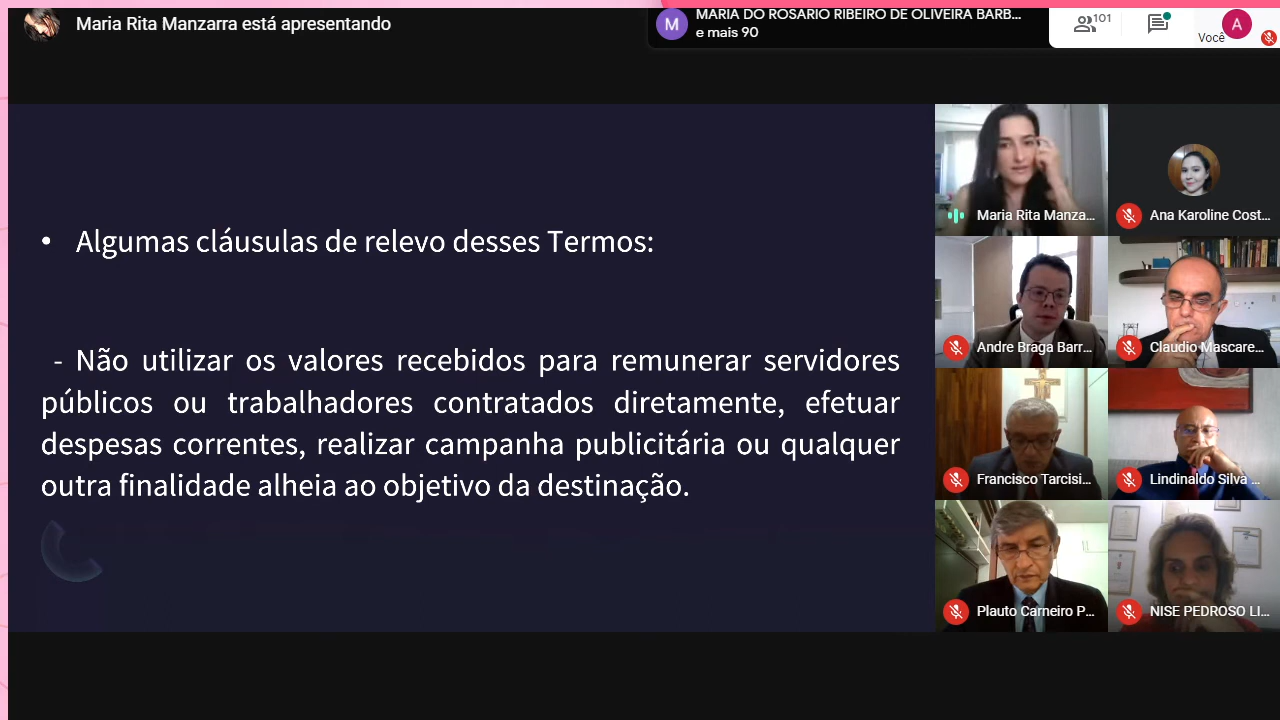 Maria Rita Manzarra está apresentando
M
MARIA DO ROSARIO RIBEIRO DE OLIVEIRA BARB...
e mais 90
101
Você
A
• Algumas cláusulas de relevo desses Termos:
- Não utilizar os valores recebidos para remunerar servidores
públicos ou trabalhadores contratados diretamente, efetuar
despesas correntes, realizar campanha publicitária ou qualquer
outra finalidade alheia ao objetivo da destinação.
Maria Rita Manza...
Ana Karoline Cost...
Andre Braga Barr...
Claudio Mascare...
Francisco Tarcisi...
Lindinaldo Silva ...
Plauto Carneiro P...
NISE PEDROSO LI...